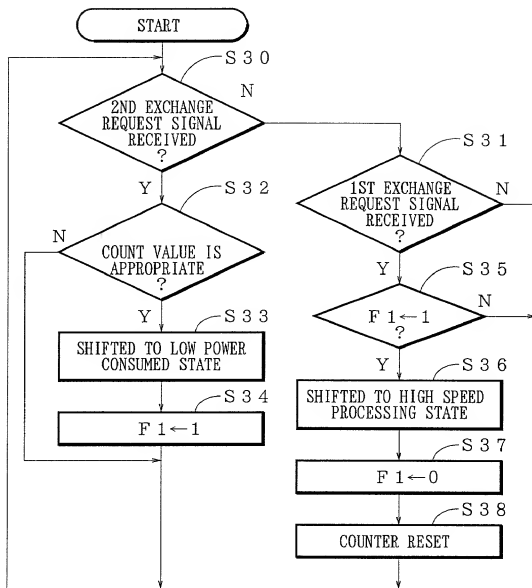 START
S30
N
2ND EXCHANGE
REQUEST SIGNAL
RECEIVED
?
Y
S31
1ST EXCHANGE
REQUEST SIGNAL
RECEIVED
?
N
Y
S32
N
COUNT VALUE IS
APPROPRIATE
?
Y
S35
F1←1
?
N
Y
S33
SHIFTED TO LOW POWER
CONSUMED STATE
S34
F1←1
S36
SHIFTED TO HIGH SPEED
PROCESSING STATE
S37
F1←0
S38
COUNTER RESET